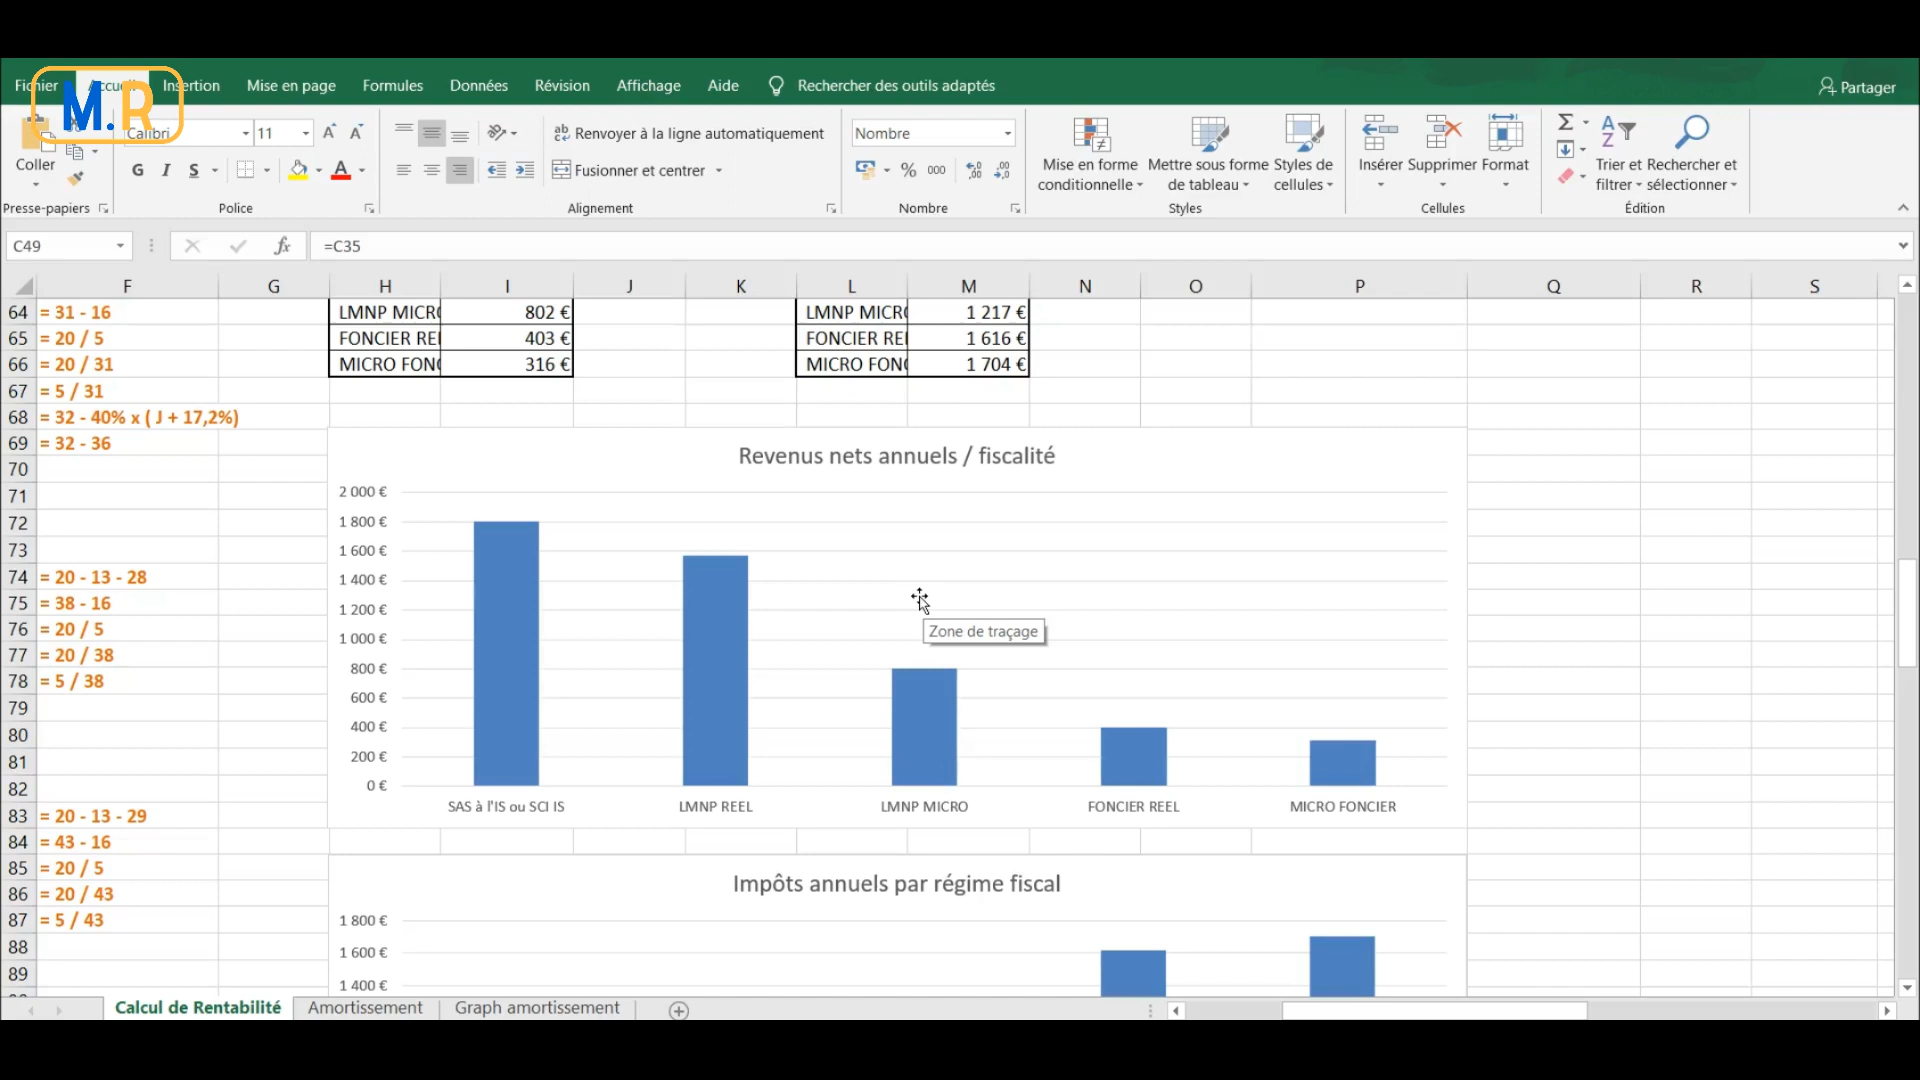 Fichier Accueil Insertion Mise en page Formules Données Révision Affichage Aide Rechercher des outils adaptés Partager
M.R
Calibri 11 Renvoyer à la ligne automatiquement Nombre
Coller G I S Fusionner et centrer % 000
Mise en forme conditionnelle Mettre sous forme de tableau Styles de cellules Insérer Supprimer Format Trier et filtrer Rechercher et sélectionner
Presse-papiers Police Alignement Nombre Styles Cellules Édition
C49 fx =C35
F G H I J K L M N O P Q R S
64 = 31 - 16 LMNP MICRO 802 € LMNP MICRO 1 217 €
65 = 20 / 5 FONCIER REE 403 € FONCIER REE 1 616 €
66 = 20 / 31 MICRO FONC 316 € MICRO FONC 1 704 €
67 = 5 / 31
68 = 32 - 40% x ( J + 17,2%)
69 = 32 - 36
70
71
72
73
74 = 20 - 13 - 28
75 = 38 - 16
76 = 20 / 5
77 = 20 / 38
78 = 5 / 38
79
80
81
82
83 = 20 - 13 - 29
84 = 43 - 16
85 = 20 / 5
86 = 20 / 43
87 = 5 / 43
88
89
Revenus nets annuels / fiscalité
2 000 €
1 800 €
1 600 €
1 400 €
1 200 €
1 000 €
800 €
600 €
400 €
200 €
0 €
Zone de traçage
SAS à l'IS ou SCI IS LMNP REEL LMNP MICRO FONCIER REEL MICRO FONCIER
Impôts annuels par régime fiscal
1 800 €
1 600 €
1 400 €
Calcul de Rentabilité Amortissement Graph amortissement